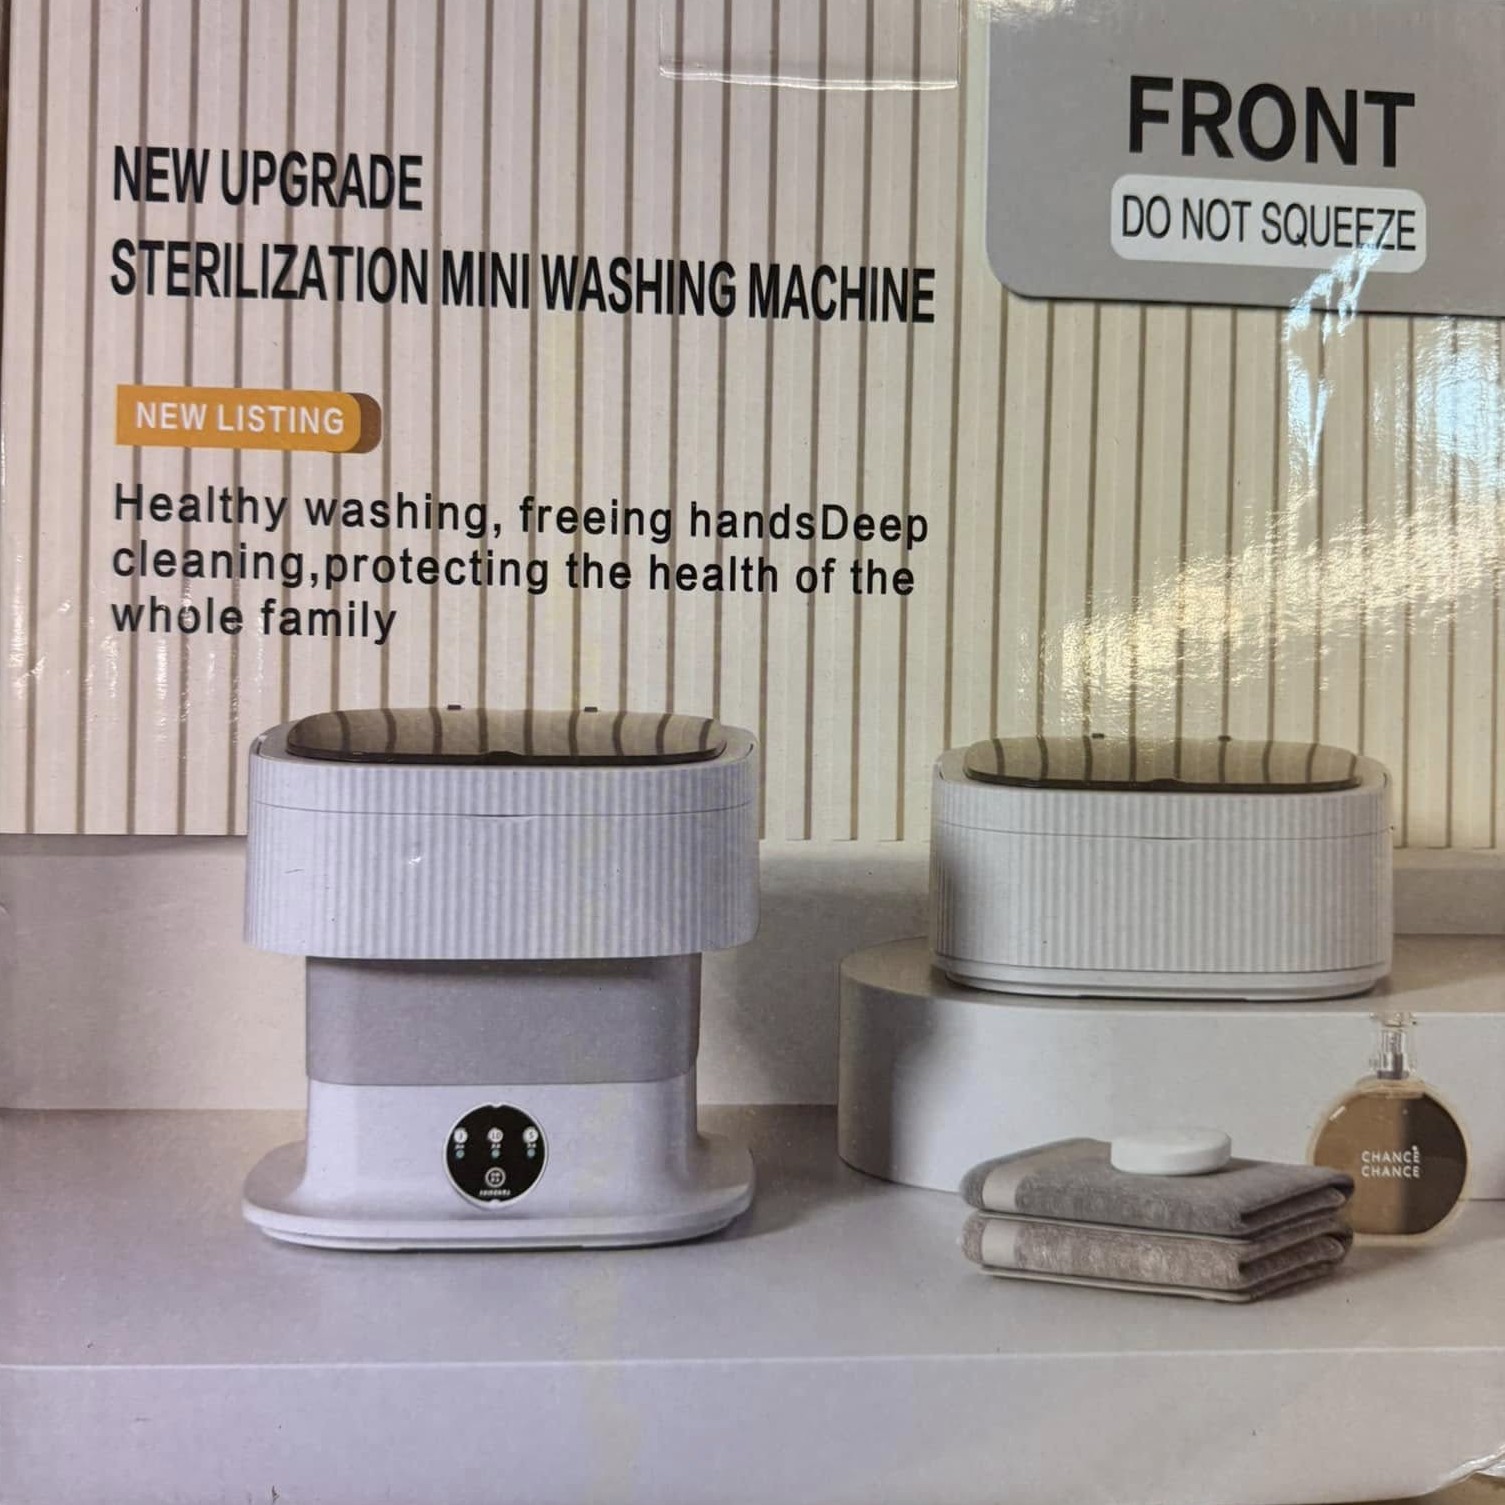 FRONT
DO NOT SQUEEZE
NEW UPGRADE
STERILIZATION MINI WASHING MACHINE
NEW LISTING
Healthy washing, freeing handsDeep
cleaning,protecting the health of the
whole family
CHANCE
CHANCE